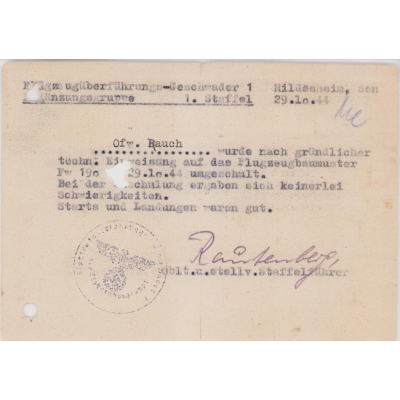 Flugzeugüberführungs-Geschwader 1 Hildesheim, den
Ergänzungsgruppe 1. Staffel 29.10.44
Ofw. Rauch wurde nach gründlicher
techn. Einweisung auf das Flugzeugbaumuster
Fw 190 29.10.44 umgeschult.
Bei der Umschulung ergaben sich keinerlei
Schwierigkeiten.
Starts und Landungen waren gut.
Rautenberg,
Oblt.u.stellv.Staffelführer